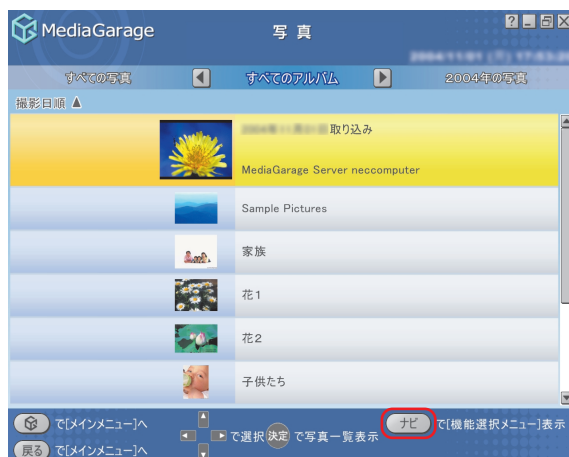 MediaGarage
写真
すべての写真 すべてのアルバム 2004年の写真
撮影日順
取り込み
MediaGarage Server neccomputer
Sample Pictures
家族
花1
花2
子供たち
で[メインメニュー]へ
戻る で[メインメニュー]へ
で選択 決定 で写真一覧表示
ナビ で[機能選択メニュー]表示